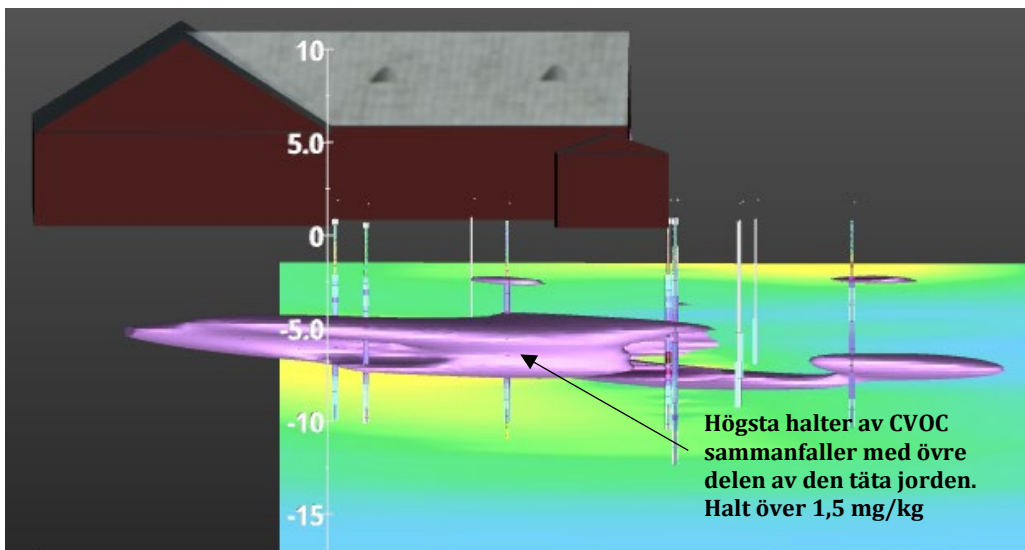 10
5.0
0
-5.0
-10
-15
Högsta halter av CVOC
sammanfaller med övre
delen av den täta jorden.
Halt över 1,5 mg/kg